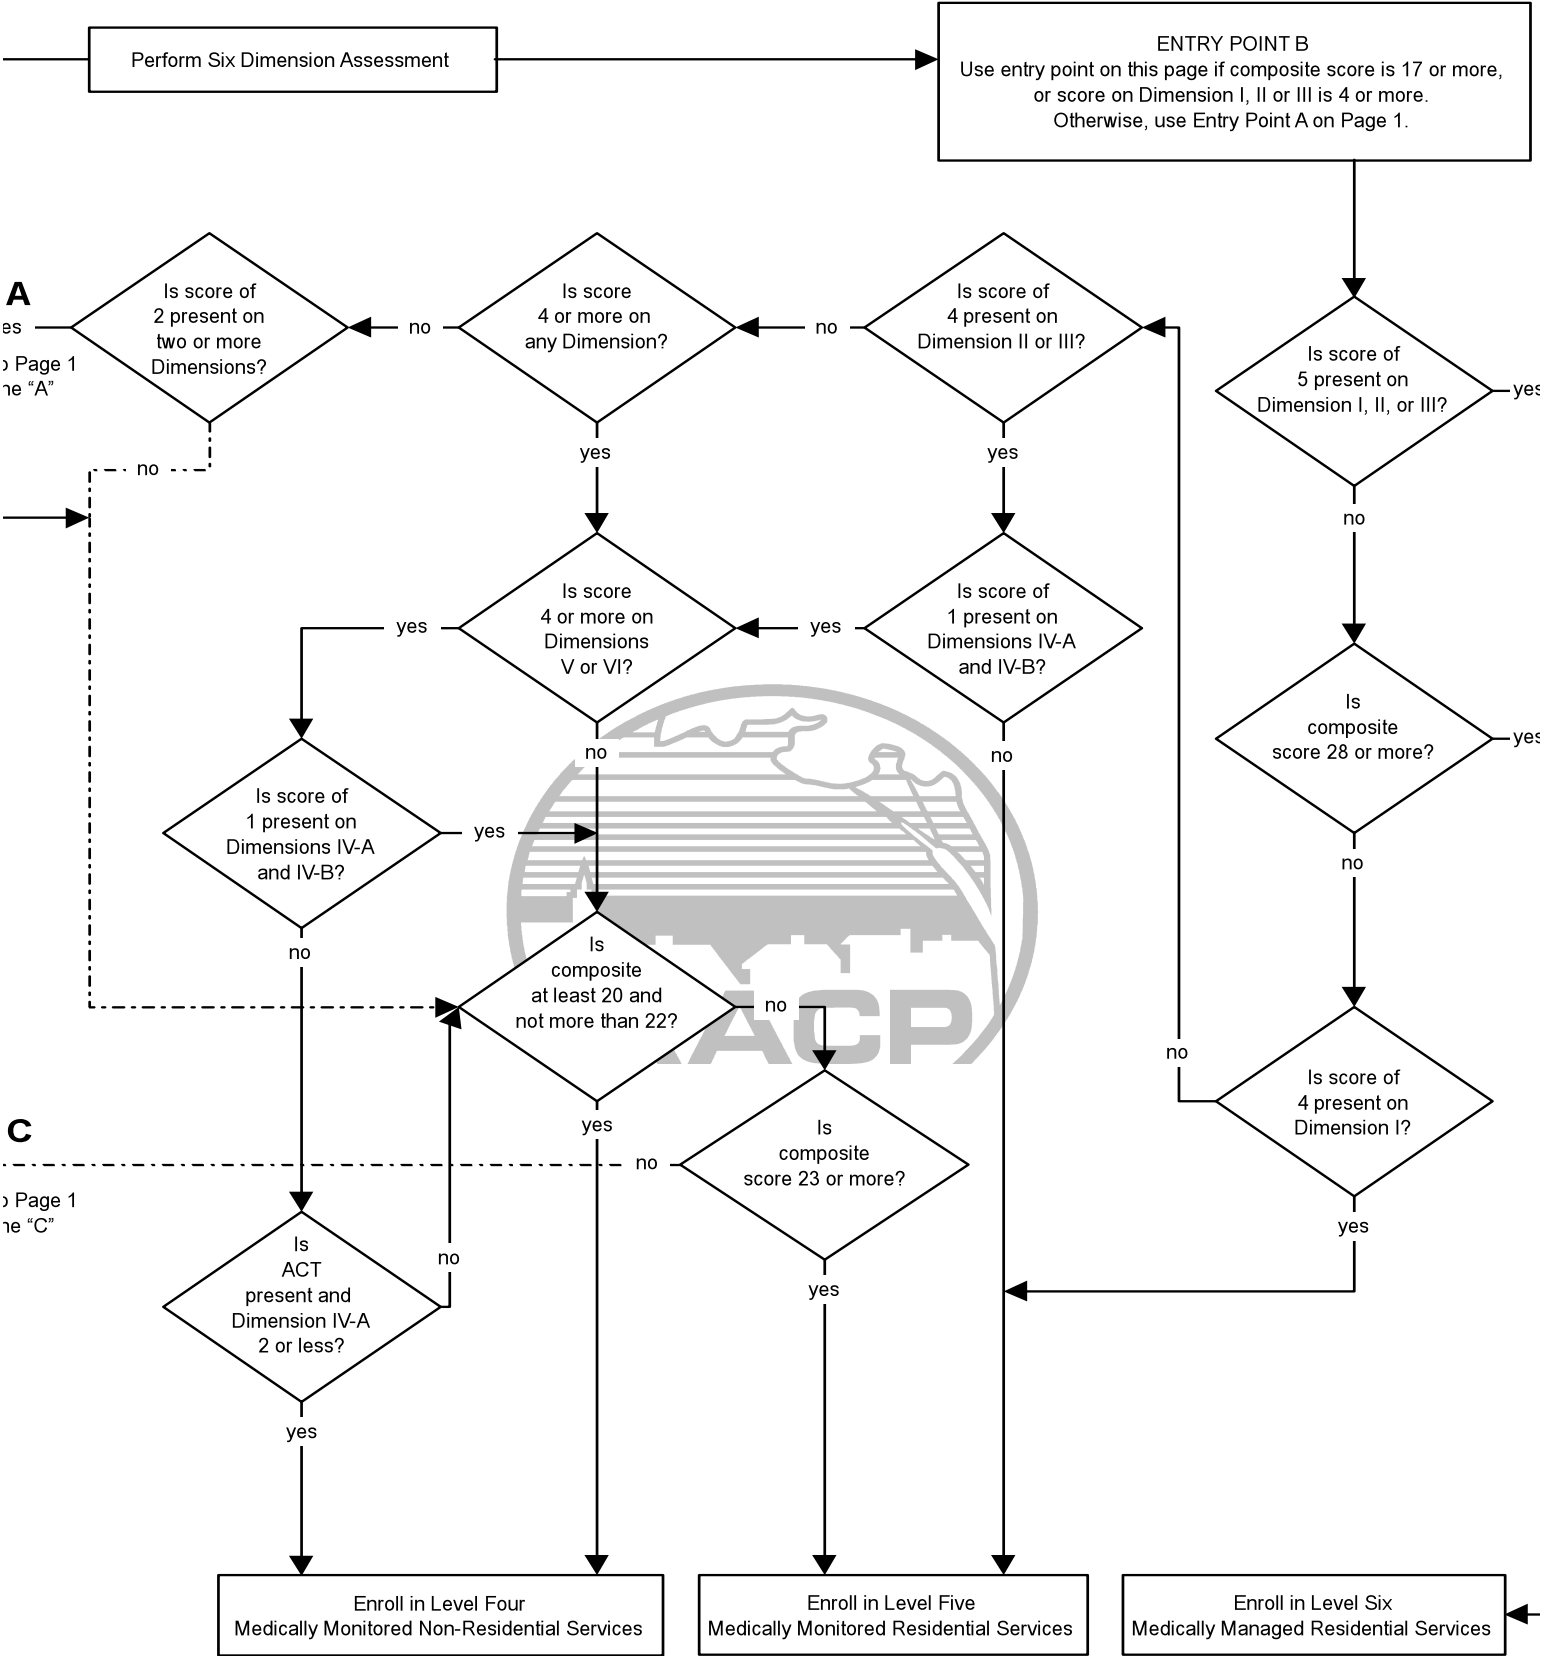 Perform Six Dimension Assessment
ENTRY POINT B
Use entry point on this page if composite score is 17 or more,
or score on Dimension I, II or III is 4 or more.
Otherwise, use Entry Point A on Page 1.
A
Is score of
2 present on
two or more
Dimensions?
no
Is score
4 or more on
any Dimension?
no
Is score of
4 present on
Dimension II or III?
Page 1
“A”
Is score of
5 present on
Dimension I, II, or III?
yes
no
yes
yes
no
Is score
4 or more on
Dimensions
V or VI?
yes
yes
Is score of
1 present on
Dimensions IV-A
and IV-B?
Is
composite
score 28 or more?
yes
no
no
Is score of
1 present on
Dimensions IV-A
and IV-B?
yes
no
no
Is
composite
at least 20 and
not more than 22?
no
ACP
no
Is score of
4 present on
Dimension I?
C
yes
Is
composite
score 23 or more?
no
Page 1
“C”
yes
Is
ACT
present and
Dimension IV-A
2 or less?
no
yes
yes
Enroll in Level Four
Medically Monitored Non-Residential Services
Enroll in Level Five
Medically Monitored Residential Services
Enroll in Level Six
Medically Managed Residential Services